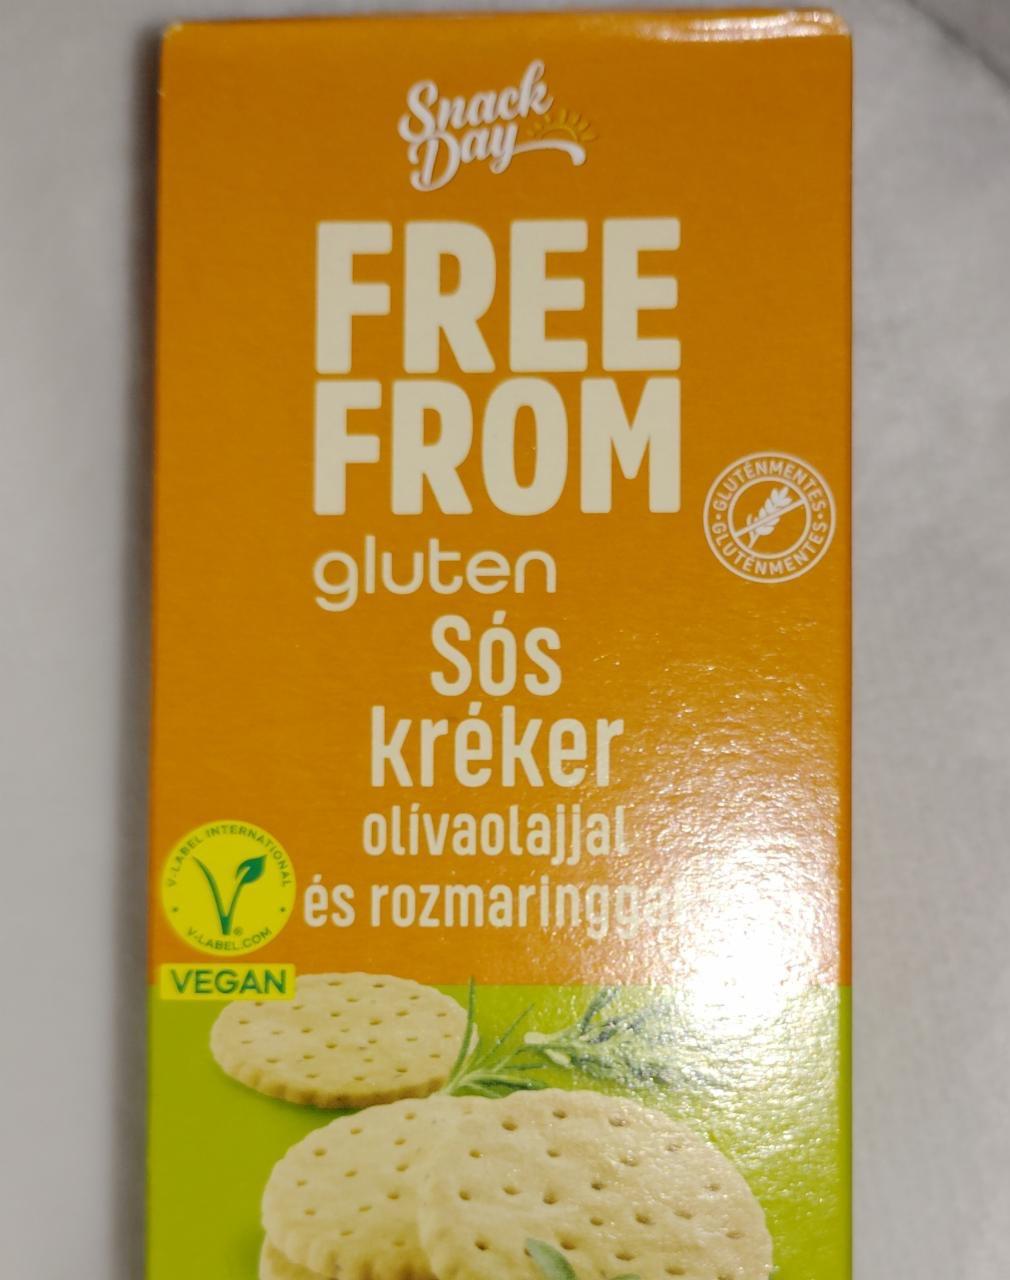 Snack
Day
FREE
FROM
GLUTÉNMENTES
GLUTÉNMENTES
gluten
Sós
kréker
olívaolajjal
és rozmaringgal
V-LABEL INTERNATIONAL
V-LABEL.COM
VEGAN